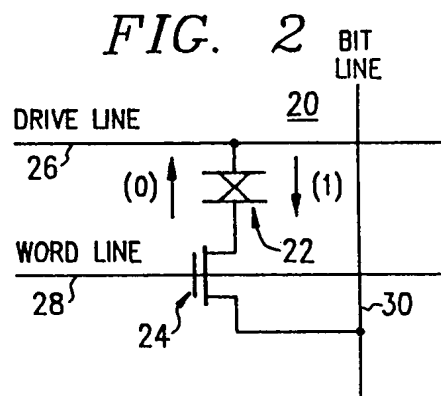 FIG. 2
BIT
LINE
20
DRIVE LINE
26
(0)
(1)
22
WORD LINE
28
24
30